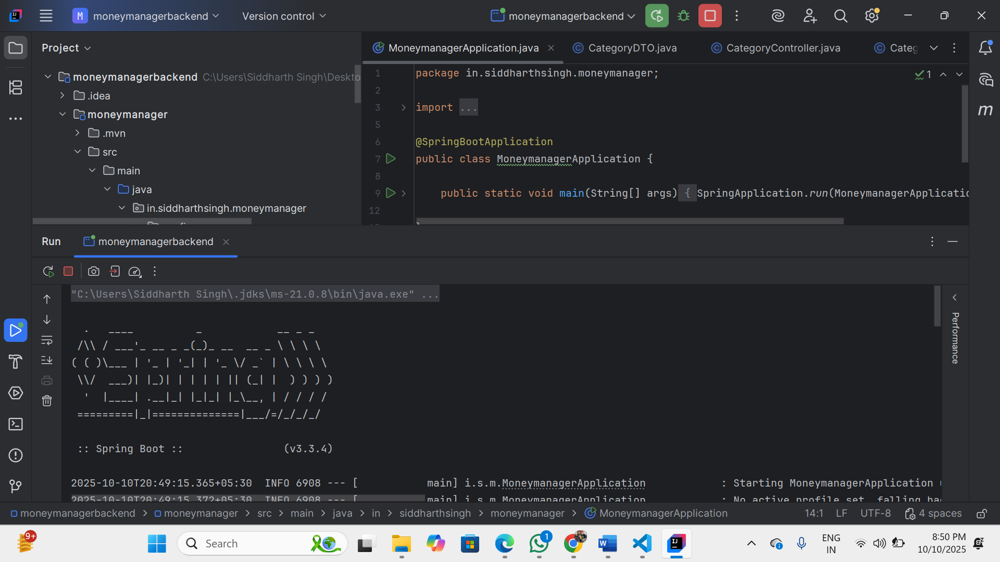 M moneymanagerbackend Version control moneymanagerbackend
Project
MoneymanagerApplication.java CategoryDTO.java CategoryController.java Categ
moneymanagerbackend C:\Users\Siddharth Singh\Deskto
.idea
moneymanager
.mvn
src
main
java
in.siddharthsingh.moneymanager
1 package in.siddharthsingh.moneymanager;
1
2
3 import ...
5
6 @SpringBootApplication
7 public class MoneymanagerApplication {
8
9 public static void main(String[] args) { SpringApplication.run(MoneymanagerApplicatio
12
m
Run moneymanagerbackend
"C:\Users\Siddharth Singh\.jdks\ms-21.0.8\bin\java.exe" ...
  .   ____          _            __ _ _
 /\\ / ___'_ __ _ _(_)_ __  __ _ \ \ \ \
( ( )\___ | '_ | '_| | '_ \/ _` | \ \ \ \
 \\/  ___)| |_)| | | | | || (_| |  ) ) ) )
  '  |____| .__|_| |_|_| |_\__, | / / / /
 =========|_|==============|___/=/_/_/_/
:: Spring Boot :: (v3.3.4)
2025-10-10T20:49:15.365+05:30 INFO 6908 --- [ main] i.s.m.MoneymanagerApplication : Starting MoneymanagerApplication
2025-10-10T20:49:15.372+05:30 INFO 6908 --- [ main] i.s.m.MoneymanagerApplication : No active profile set, falling bac
Performance
moneymanagerbackend > moneymanager > src > main > java > in > siddharthsingh > moneymanager > MoneymanagerApplication 14:1 LF UTF-8 4 spaces
9+
Search
W
1
IJ
ENG
IN
8:50 PM
10/10/2025